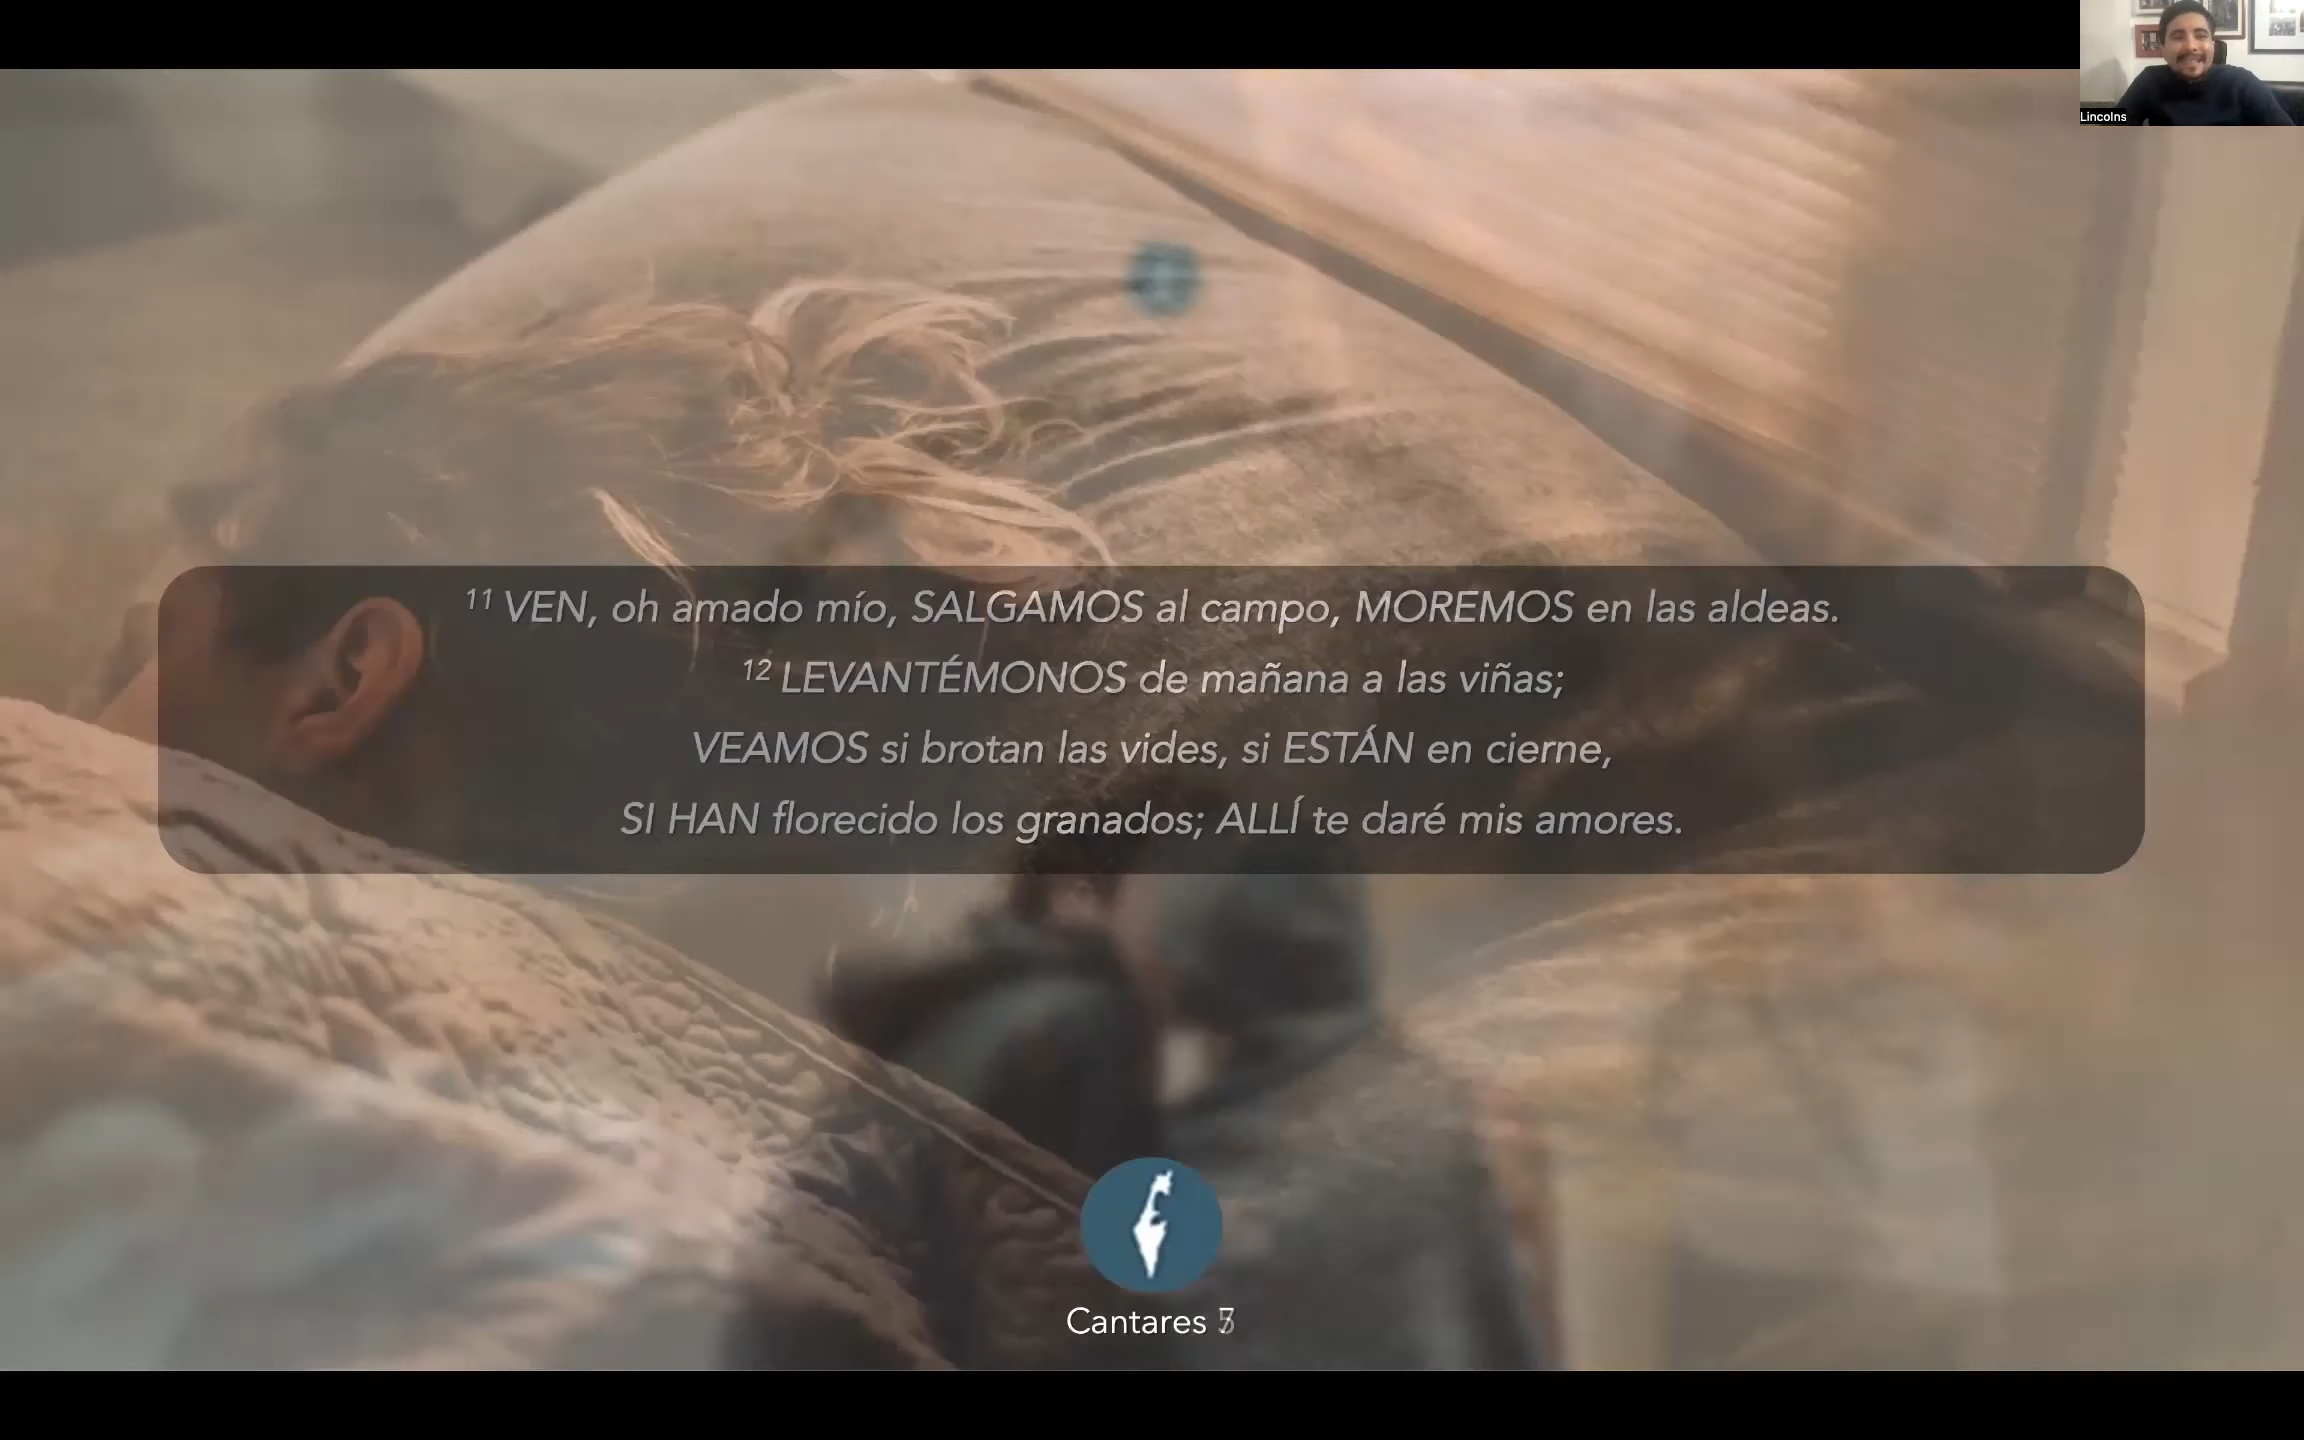 Lincolns
11 VEN, oh amado mío, SALGAMOS al campo, MOREMOS en las aldeas.
12 LEVANTÉMONOS de mañana a las viñas;
VEAMOS si brotan las vides, si ESTÁN en cierne,
SI HAN florecido los granados; ALLÍ te daré mis amores.
Cantares